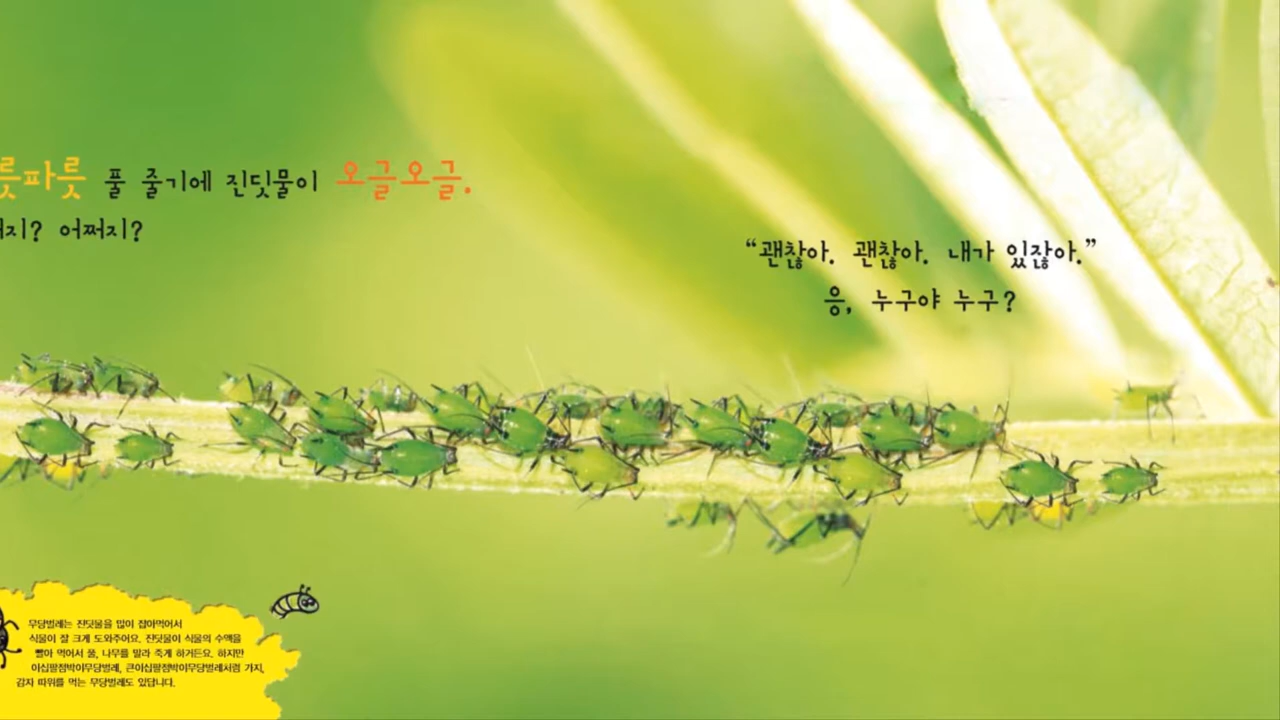 릇파릇 풀 줄기에 진딧물이 오글오글.
지? 어쩌지?
“괜찮아. 괜찮아. 내가 있잖아.”
응, 누구야 누구?
무당벌레는 진딧물을 많이 잡아먹어서
식물이 잘 크게 도와주어요. 진딧물이 식물의 수액을
빨아 먹어서 풀, 나무를 말라 죽게 하거든요. 하지만
이십팔점박이무당벌레, 큰이십팔점박이무당벌레처럼 가지,
감자 따위를 먹는 무당벌레도 있답니다.